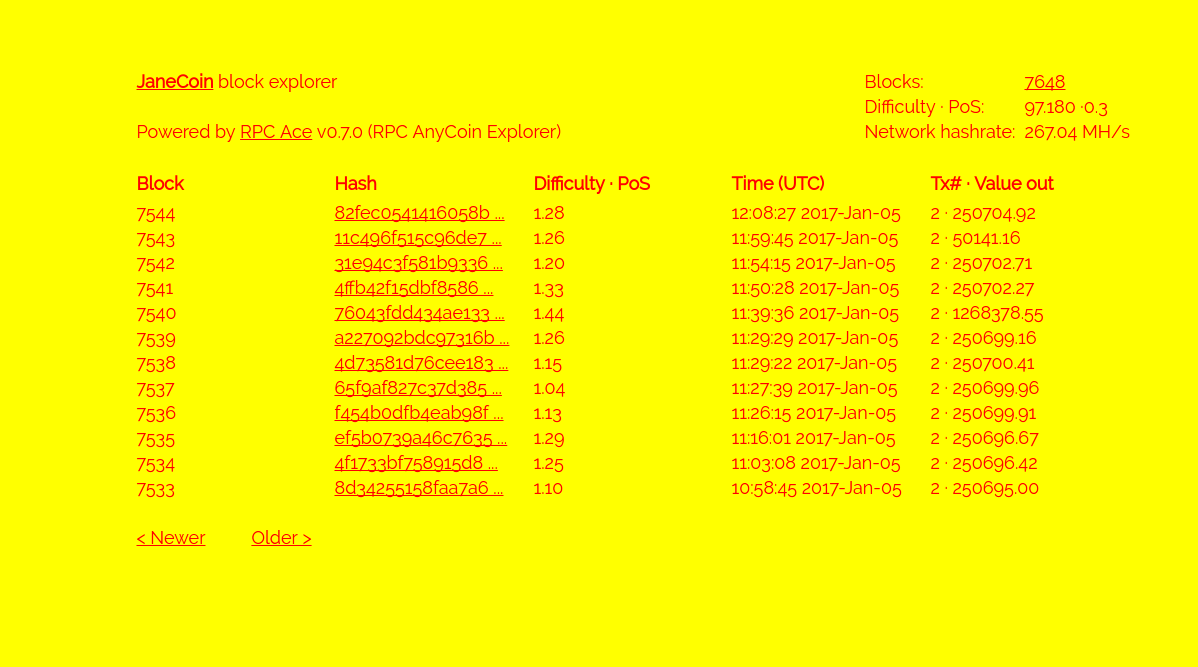 JaneCoin block explorer
Blocks: 7648
Difficulty · PoS: 97.180 ·0.3
Powered by RPC Ace v0.7.0 (RPC AnyCoin Explorer)
Network hashrate: 267.04 MH/s
Block Hash Difficulty · PoS Time (UTC) Tx# · Value out
7544 82fec0541416058b ... 1.28 12:08:27 2017-Jan-05 2 · 250704.92
7543 11c496f515c96de7 ... 1.26 11:59:45 2017-Jan-05 2 · 50141.16
7542 31e94c3f581b9336 ... 1.20 11:54:15 2017-Jan-05 2 · 250702.71
7541 4ffb42f15dbf8586 ... 1.33 11:50:28 2017-Jan-05 2 · 250702.27
7540 76043fdd434ae133 ... 1.44 11:39:36 2017-Jan-05 2 · 1268378.55
7539 a227092bdc97316b ... 1.26 11:29:29 2017-Jan-05 2 · 250699.16
7538 4d73581d76cee183 ... 1.15 11:29:22 2017-Jan-05 2 · 250700.41
7537 65f9af827c37d385 ... 1.04 11:27:39 2017-Jan-05 2 · 250699.96
7536 f454b0dfb4eab98f ... 1.13 11:26:15 2017-Jan-05 2 · 250699.91
7535 ef5b0739a46c7635 ... 1.29 11:16:01 2017-Jan-05 2 · 250696.67
7534 4f1733bf758915d8 ... 1.25 11:03:08 2017-Jan-05 2 · 250696.42
7533 8d34255158faa7a6 ... 1.10 10:58:45 2017-Jan-05 2 · 250695.00
< Newer Older >